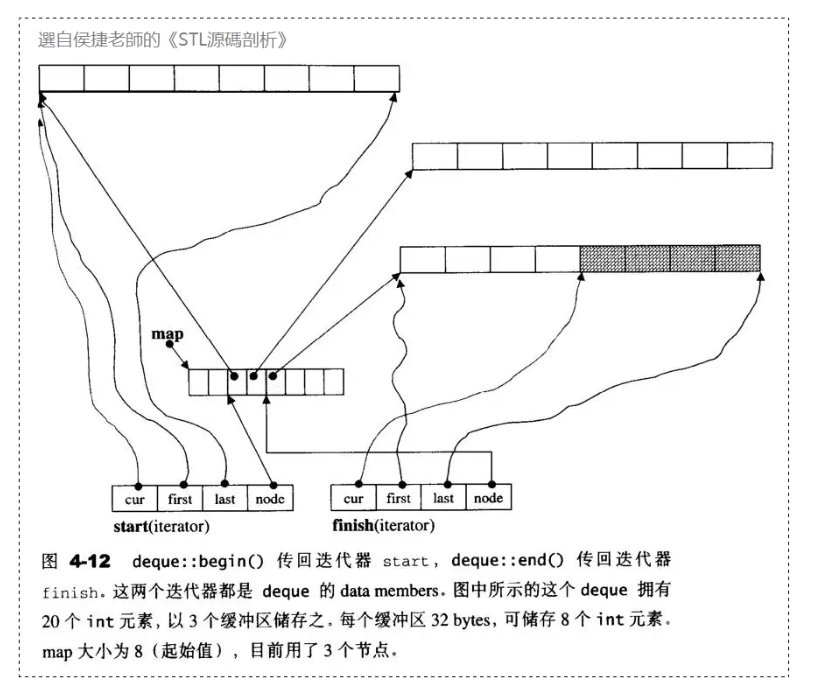 選自侯捷老師的《STL源碼剖析》
map
cur first last node
start(iterator)
cur first last node
finish(iterator)
图 4-12 deque::begin() 传回迭代器 start, deque::end() 传回迭代器
finish。这两个迭代器都是 deque 的 data members。图中所示的这个 deque 拥有
20 个 int 元素, 以 3 个缓冲区储存之。每个缓冲区 32 bytes, 可储存 8 个 int 元素。
map 大小为 8（起始值）, 目前用了 3 个节点。